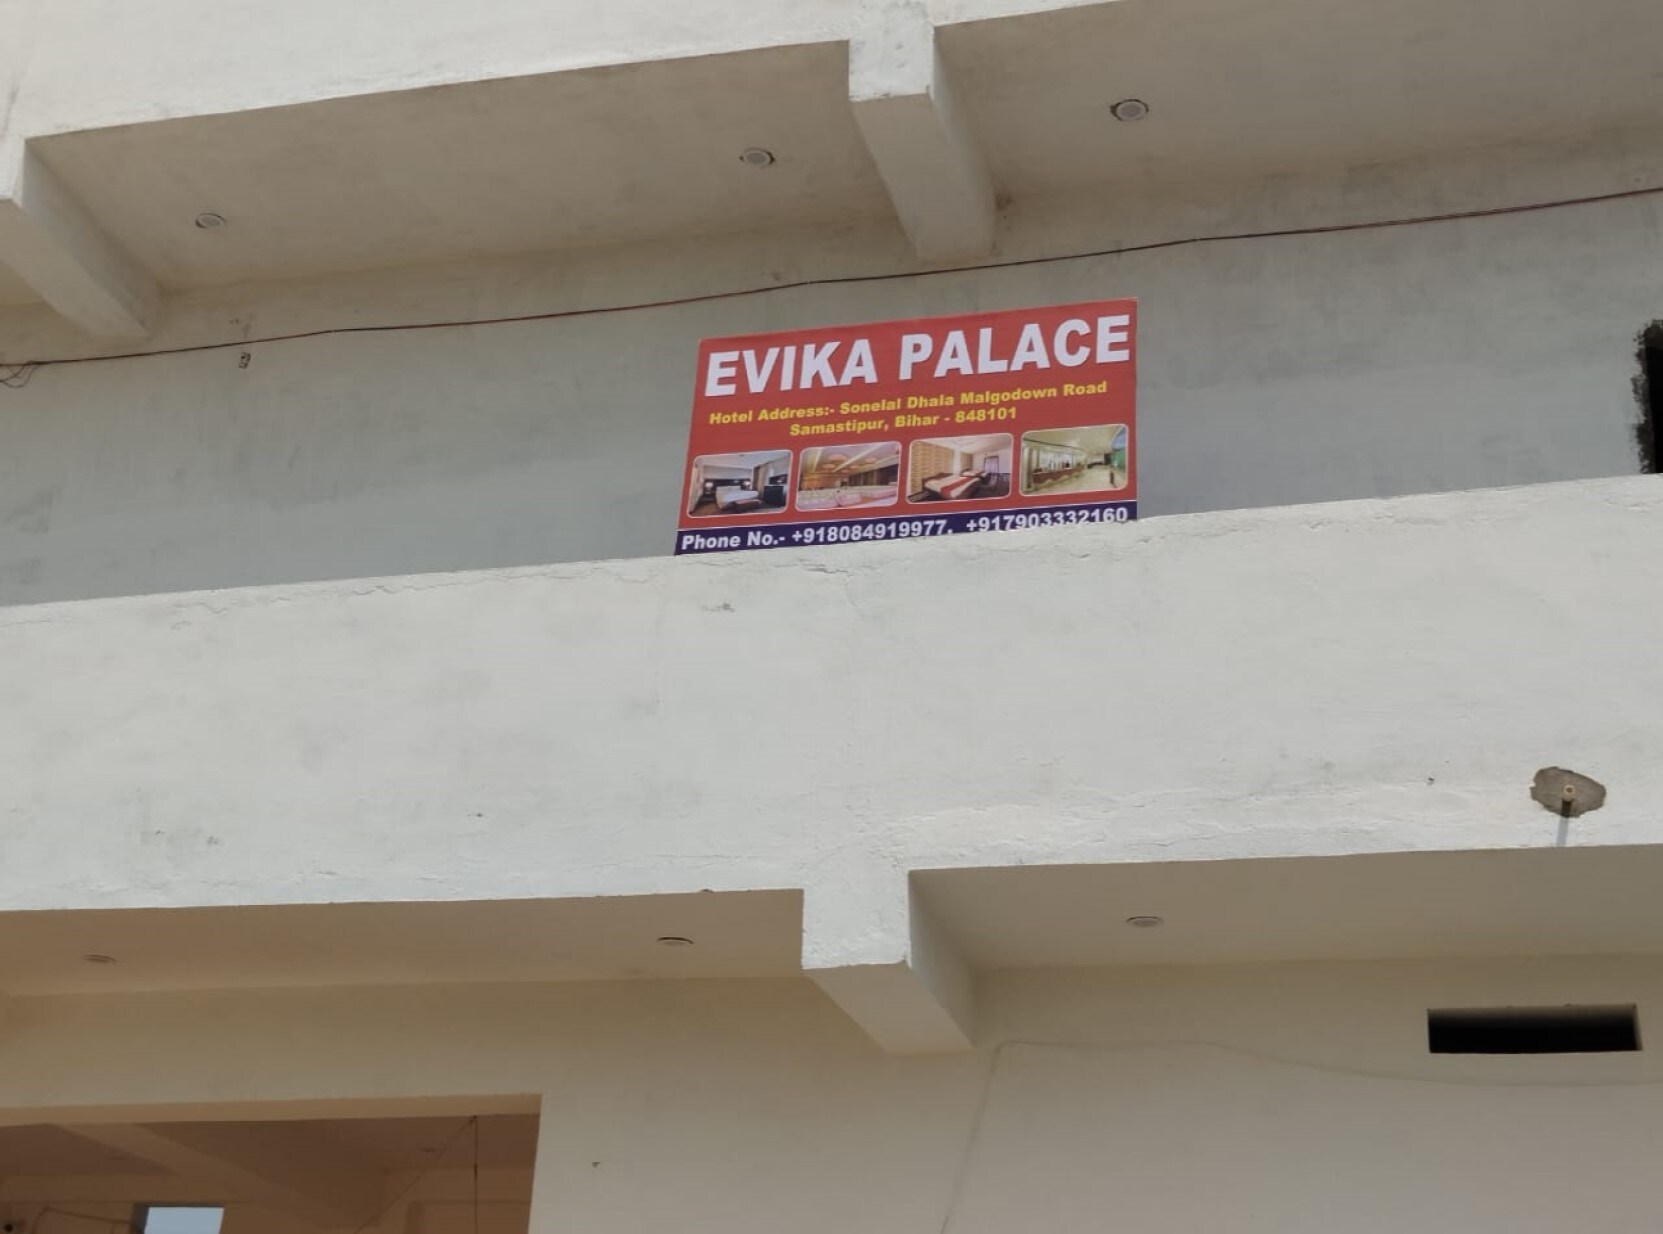 EVIKA PALACE
Hotel Address:- Sonelal Dhala Malgodown Road
Samastipur, Bihar - 848101
Phone No.- +918084919977, +917903332160